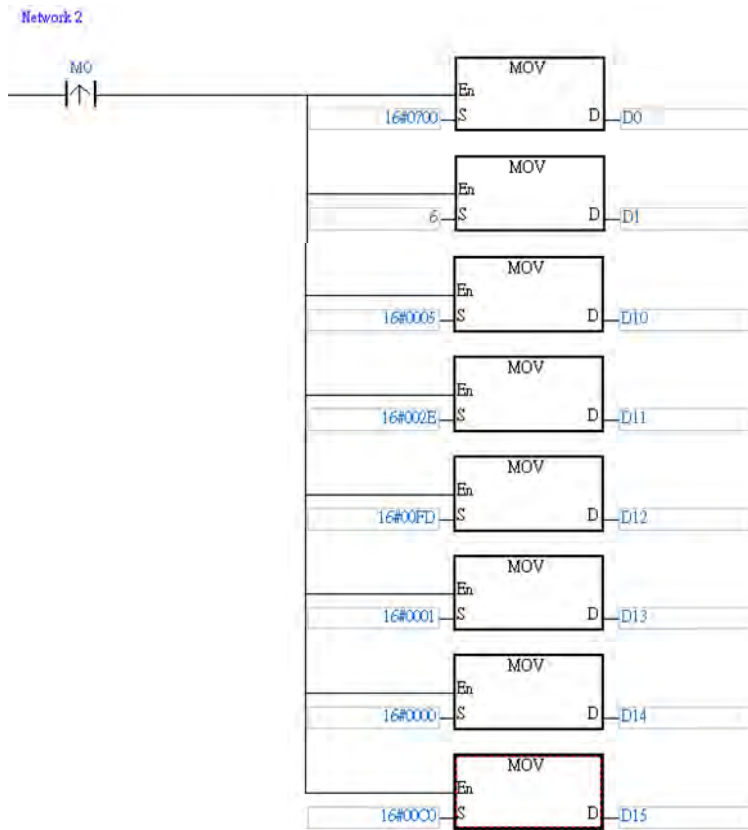 Network 2
M0
MOV
En
16#0700 S D D0
MOV
En
6 S D D1
MOV
En
16#0005 S D D10
MOV
En
16#002E S D D11
MOV
En
16#00FD S D D12
MOV
En
16#0001 S D D13
MOV
En
16#0000 S D D14
MOV
En
16#00C0 S D D15